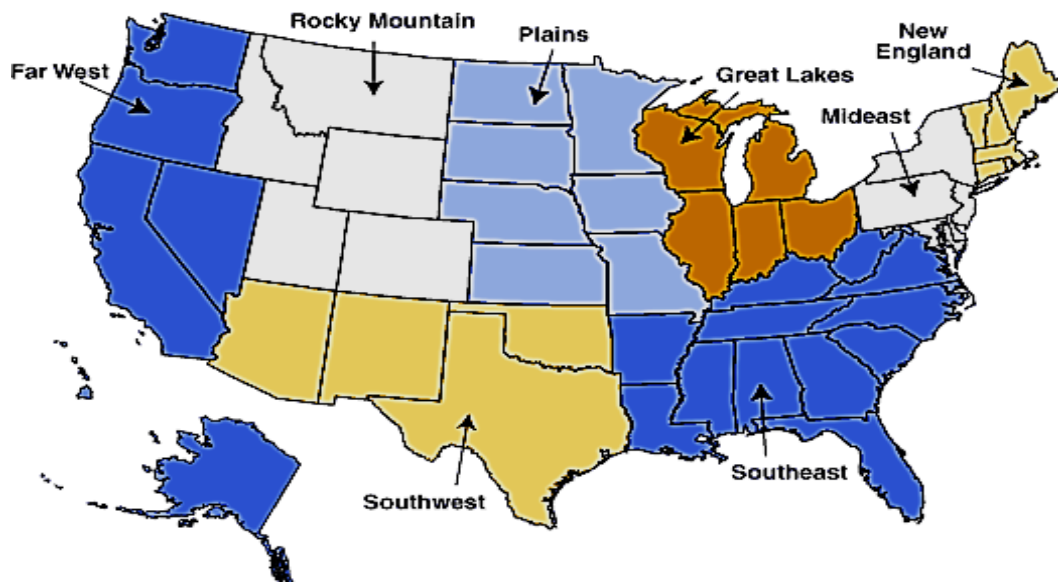 Rocky Mountain
Plains
New
England
Far West
Great Lakes
Mideast
Southwest
Southeast